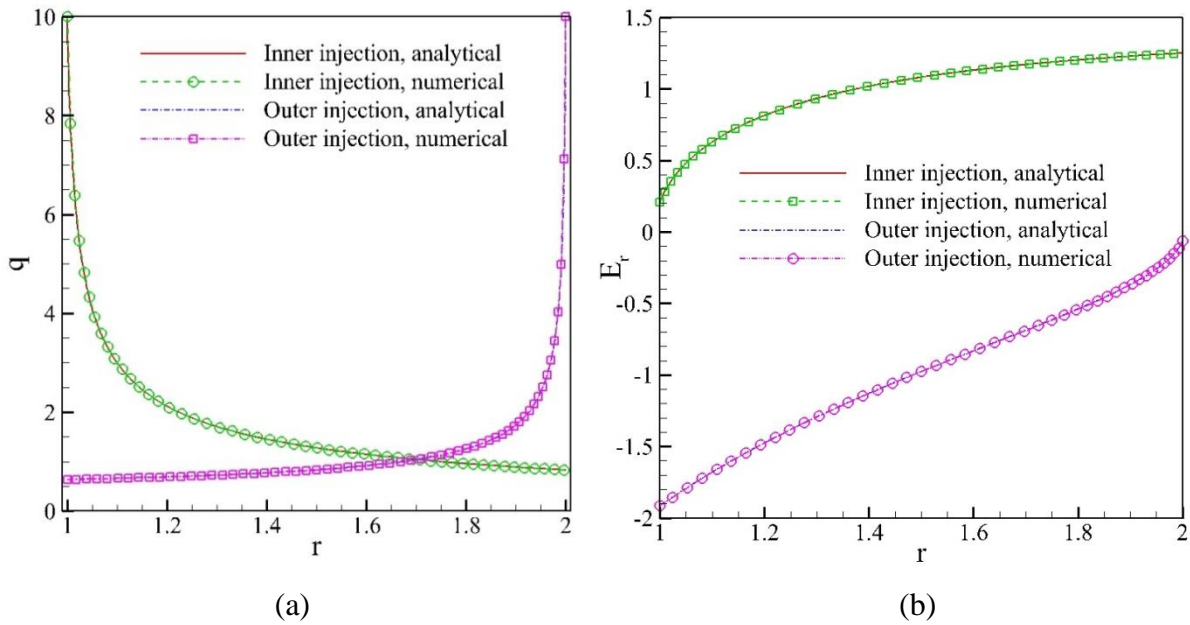 10
8
6
4
2
0
q
Inner injection, analytical
Inner injection, numerical
Outer injection, analytical
Outer injection, numerical
1 1.2 1.4 1.6 1.8 2
r
(a)
2
1.5
1
0.5
0
-0.5
-1
-1.5
-2
E_r
Inner injection, analytical
Inner injection, numerical
Outer injection, analytical
Outer injection, numerical
1 1.2 1.4 1.6 1.8 2
r
(b)